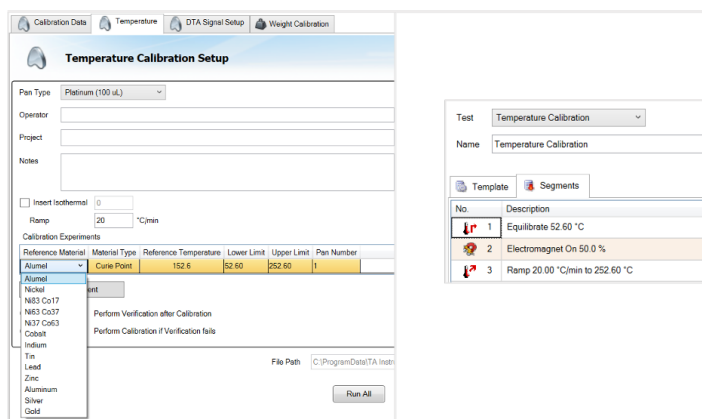 Calibration Data
Temperature
DTA Signal Setup
Weight Calibration
Temperature Calibration Setup
Pan Type
Platinum (100 uL)
Operator
Project
Notes
Insert Isothermal
0
Ramp
20
°C/min
Calibration Experiments
Reference Material
Material Type
Reference Temperature
Lower Limit
Upper Limit
Pan Number
Alumel
Curie Point
152.6
52.60
252.60
1
Alumel
Nickel
Ni83 Co17
Ni63 Co37
Ni37 Co63
Cobalt
Indium
Tin
Lead
Zinc
Aluminum
Silver
Gold
Perform Verification after Calibration
Perform Calibration if Verification fails
File Path
C:\ProgramData\TA Instr
Run All
Test
Temperature Calibration
Name
Temperature Calibration
Template
Segments
No.
Description
1
Equilibrate 52.60 °C
2
Electromagnet On 50.0 %
3
Ramp 20.00 °C/min to 252.60 °C